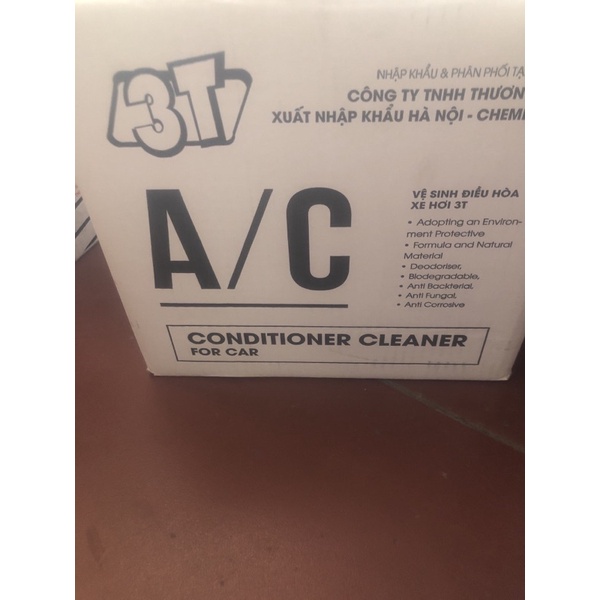 3T
NHẬP KHẨU & PHÂN PHỐI TẠ
CÔNG TY TNHH THƯƠN
XUẤT NHẬP KHẨU HÀ NỘI - CHEM
A/C
VỆ SINH ĐIỀU HÒA
XE HƠI 3T
• Adopting an Environ-
ment Protective
• Formula and Natural
Material
• Deodoriser,
• Biodegradable,
• Anti Backterial,
• Anti Fungal,
• Anti Corrosive
CONDITIONER CLEANER
FOR CAR